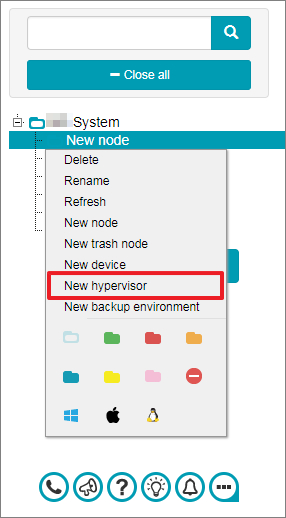 Close all
System
New node
Delete
Rename
Refresh
New node
New trash node
New device
New hypervisor
New backup environment